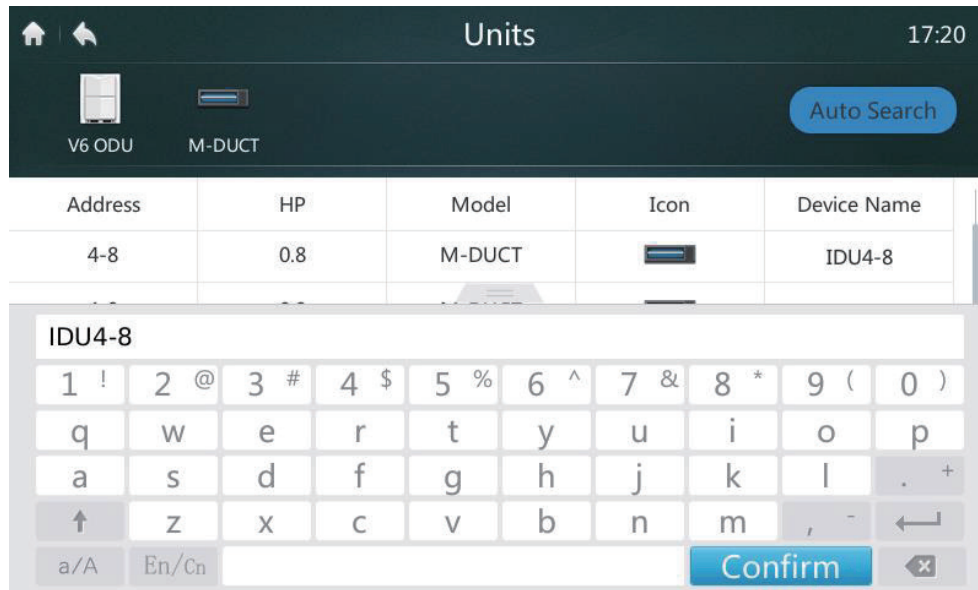 Units 17:20
V6 ODU M-DUCT Auto Search
Address HP Model Icon Device Name
4-8 0.8 M-DUCT IDU4-8
IDU4-8
1 ! 2 @ 3 # 4 $ 5 % 6 ^ 7 & 8 * 9 ( 0 )
q w e r t y u i o p
a s d f g h j k l . +
z x c v b n m , -
a/A En/Cn Confirm